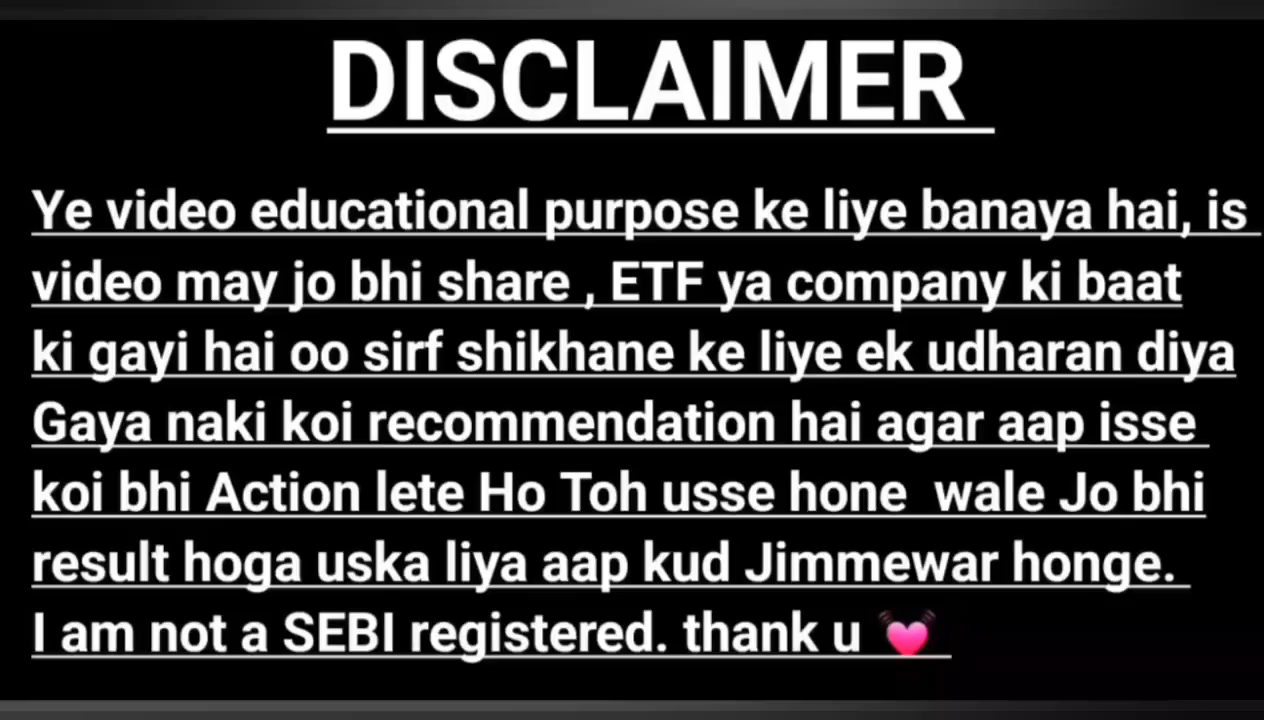 DISCLAIMER
Ye video educational purpose ke liye banaya hai, is
video may jo bhi share , ETF ya company ki baat
ki gayi hai oo sirf shikhane ke liye ek udharan diya
Gaya naki koi recommendation hai agar aap isse
koi bhi Action lete Ho Toh usse hone  wale Jo bhi
result hoga uska liya aap kud Jimmewar honge.
I am not a SEBI registered. thank u 💓